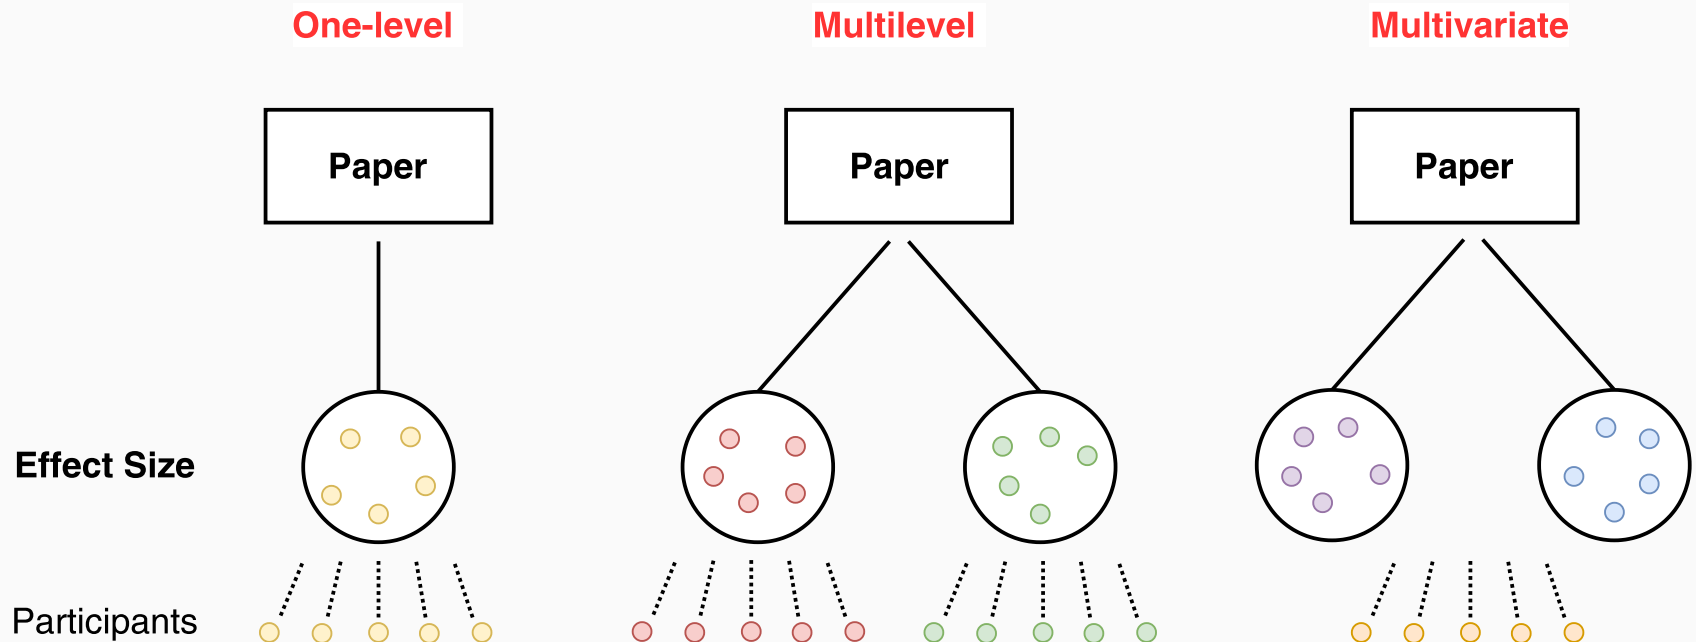 One-level
Multilevel
Multivariate
Paper
Paper
Paper
Effect Size
Participants